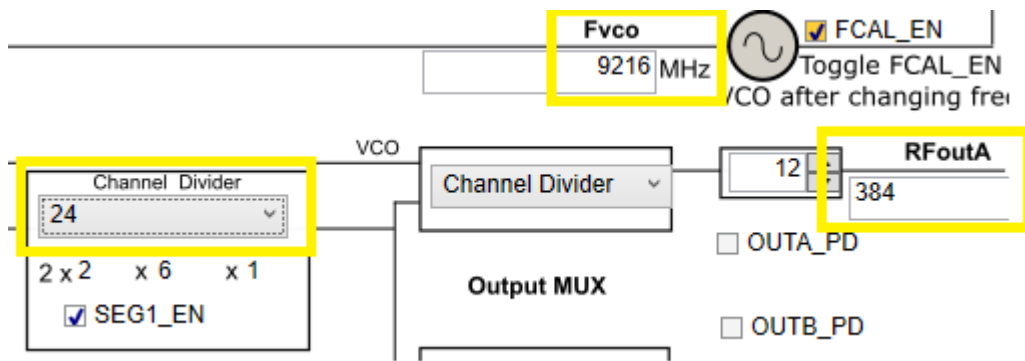 Fvco
FCAL_EN
9216 MHz
Toggle FCAL_EN
VCO after changing
VCO
RFoutA
Channel Divider
24
Channel Divider
12
384
OUTA_PD
2 x 2 x 6 x 1
Output MUX
SEG1_EN
OUTB_PD